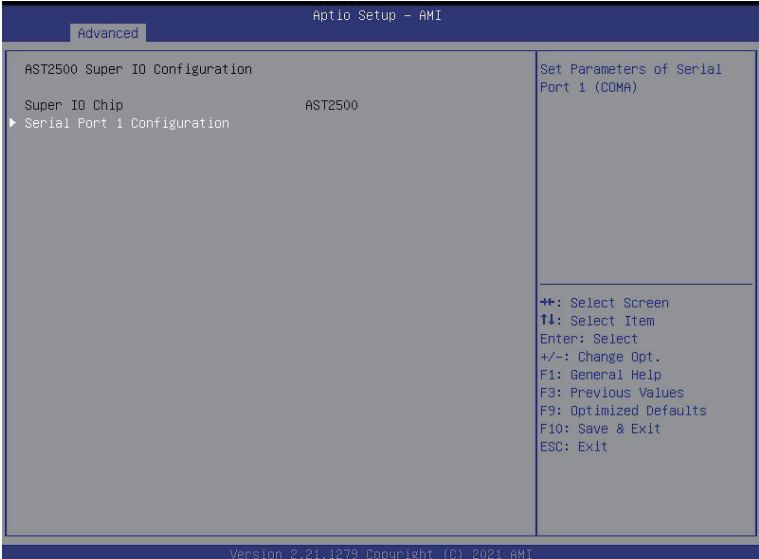 Aptio Setup - AMI
Advanced
AST2500 Super IO Configuration
Super IO Chip AST2500
Serial Port 1 Configuration
Set Parameters of Serial
Port 1 (COMA)
→←: Select Screen
↑↓: Select Item
Enter: Select
+/-: Change Opt.
F1: General Help
F3: Previous Values
F9: Optimized Defaults
F10: Save & Exit
ESC: Exit
Version 2.21.1279 Copyright (C) 2021 AMI